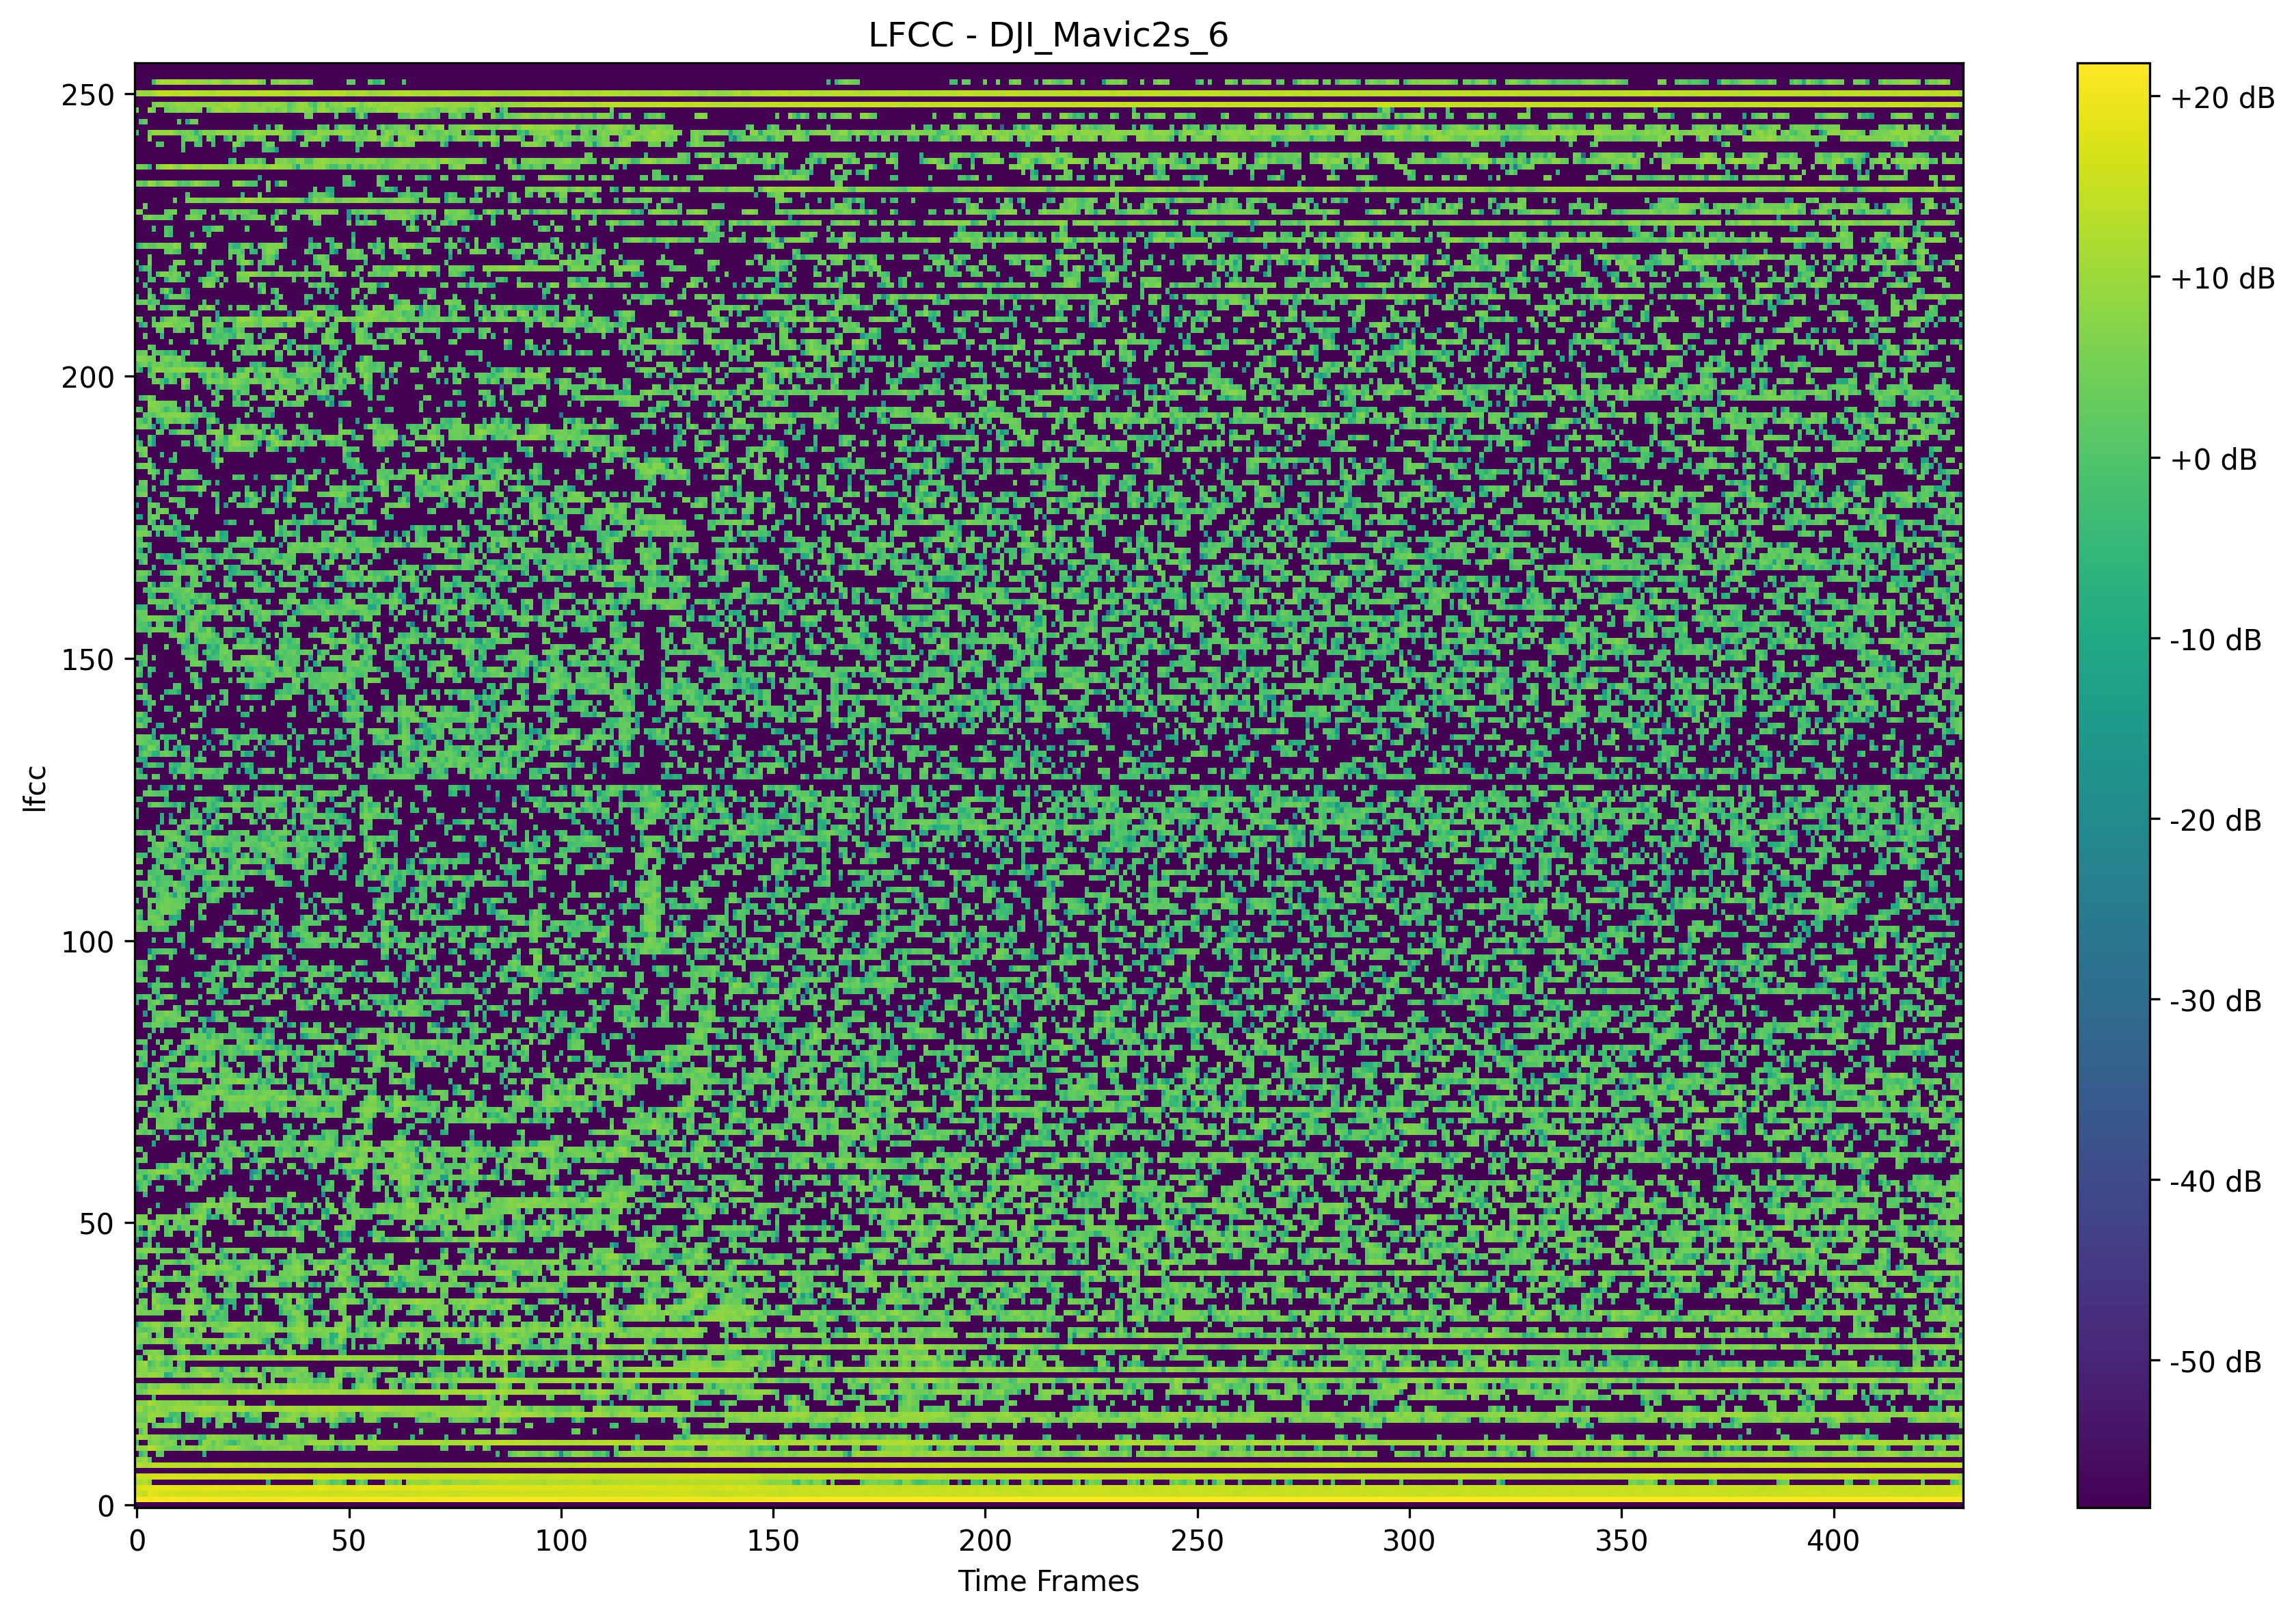 LFCC - DJI_Mavic2s_6
250
200
150
100
50
0
lfcc
0 50 100 150 200 250 300 350 400
Time Frames
+20 dB
+10 dB
+0 dB
-10 dB
-20 dB
-30 dB
-40 dB
-50 dB